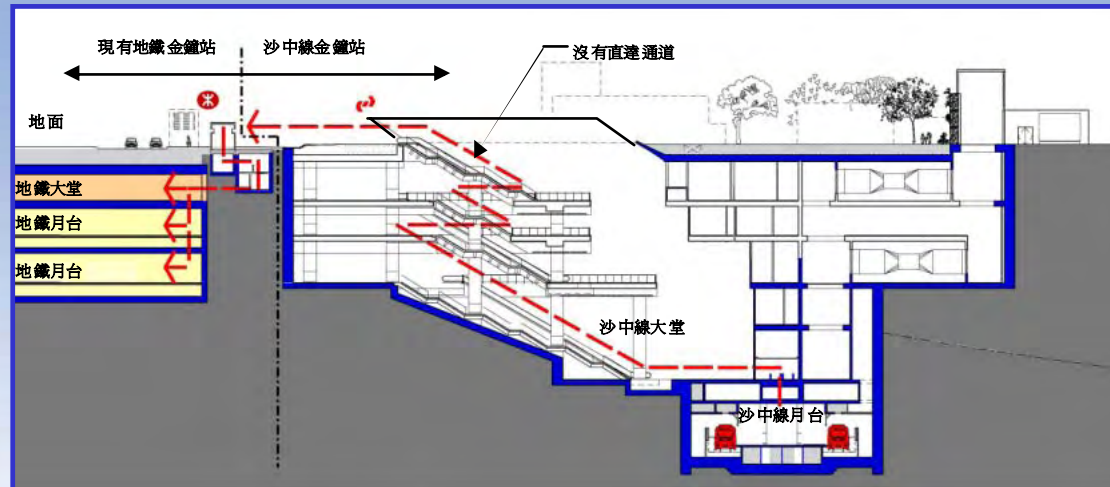 現有地鐵金鐘站
沙中線金鐘站
沒有直達通道
地面
地鐵大堂
地鐵月台
地鐵月台
沙中線大堂
沙中線月台